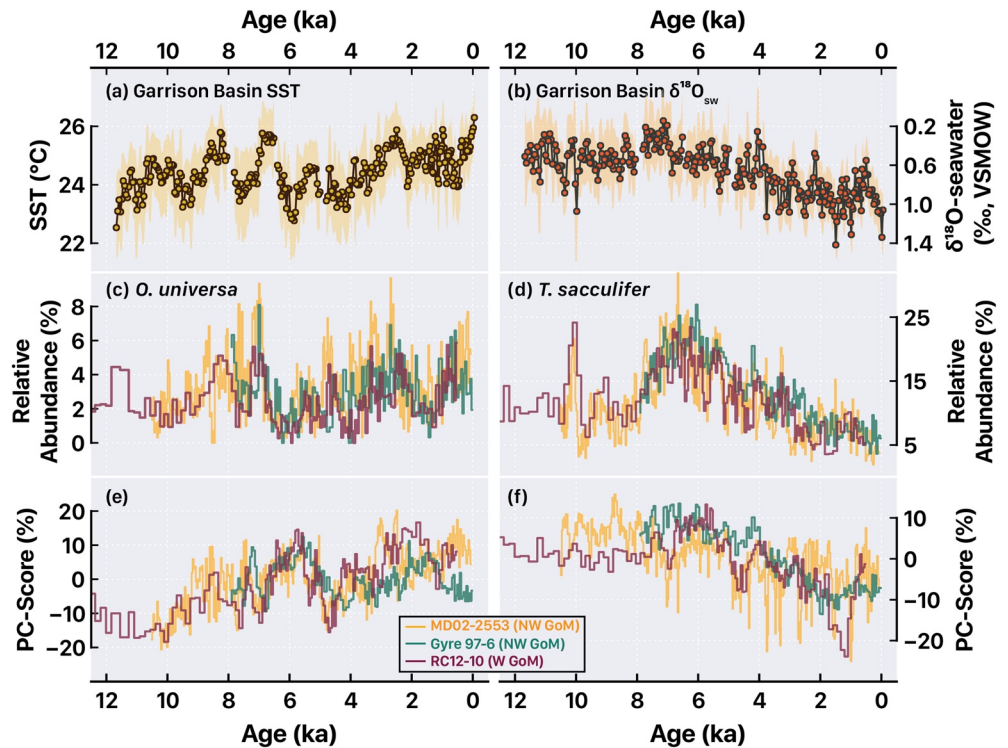 Age (ka) Age (ka)
12 10 8 6 4 2 0 12 10 8 6 4 2 0
(a) Garrison Basin SST (b) Garrison Basin δ¹⁸Osw
SST (°C)
26
24
22
0.2
0.6
1.0
1.4
δ¹⁸O-seawater
(‰, VSMOW)
(c) O. universa (d) T. sacculifer
Relative
Abundance (%)
8
6
4
2
0
25
15
5
Relative
Abundance (%)
(e) (f)
PC-Score (%)
20
10
0
−10
−20
10
0
−10
−20
PC-Score (%)
MD02-2553 (NW GoM)
Gyre 97-6 (NW GoM)
RC12-10 (W GoM)
12 10 8 6 4 2 0 12 10 8 6 4 2 0
Age (ka) Age (ka)